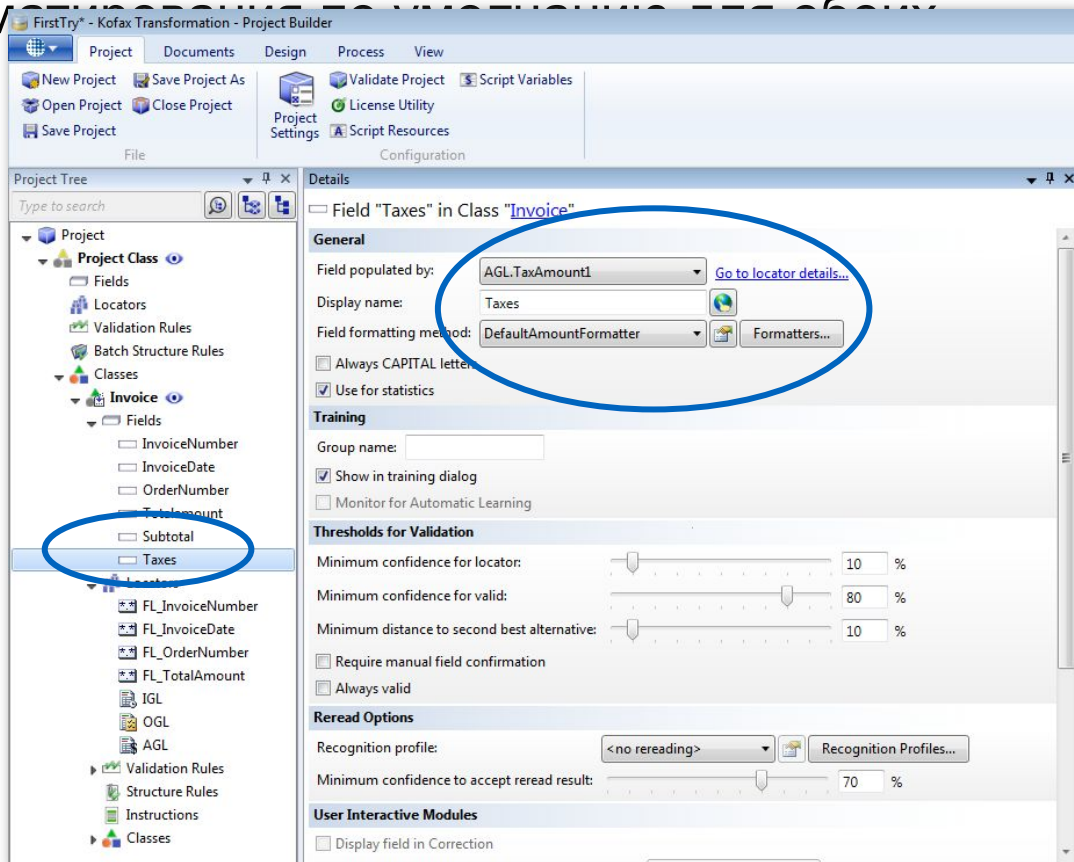 умолчанию для обоих
FirstTry* - Kofax Transformation - Project Builder
Project Documents Design Process View
New Project Save Project As
Open Project Close Project
Save Project
File
Project Settings
Validate Project Script Variables
License Utility
Script Resources
Configuration
Project Tree
Type to search
Project
Project Class
Fields
Locators
Validation Rules
Batch Structure Rules
Classes
Invoice
Fields
InvoiceNumber
InvoiceDate
OrderNumber
Totalamount
Subtotal
Taxes
Locators
FL_InvoiceNumber
FL_InvoiceDate
FL_OrderNumber
FL_TotalAmount
IGL
OGL
AGL
Validation Rules
Structure Rules
Instructions
Classes
Details
Field "Taxes" in Class "Invoice"
General
Field populated by: AGL.TaxAmount1 Go to locator details...
Display name: Taxes
Field formatting method: DefaultAmountFormatter Formatters...
Always CAPITAL letters
Use for statistics
Training
Group name:
Show in training dialog
Monitor for Automatic Learning
Thresholds for Validation
Minimum confidence for locator: 10 %
Minimum confidence for valid: 80 %
Minimum distance to second best alternative: 10 %
Require manual field confirmation
Always valid
Reread Options
Recognition profile: <no rereading> Recognition Profiles...
Minimum confidence to accept reread result: 70 %
User Interactive Modules
Display field in Correction